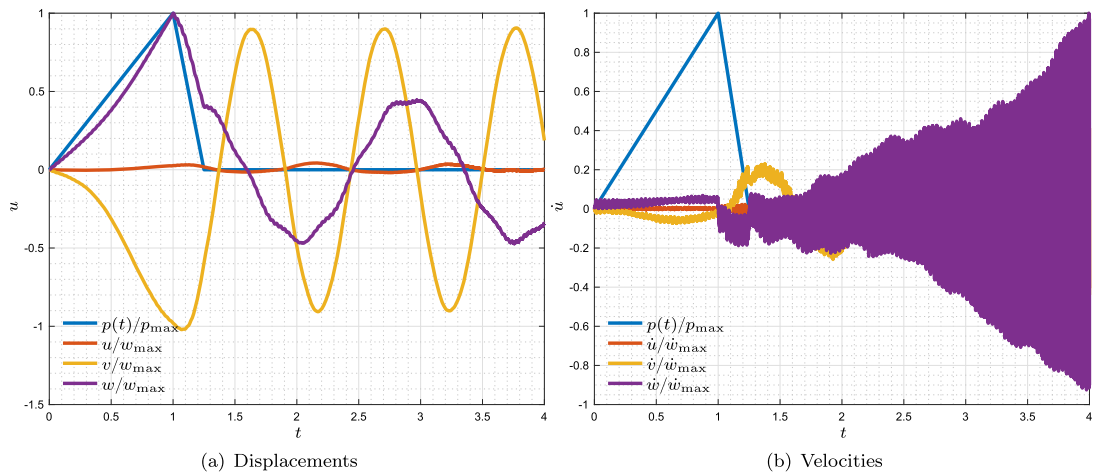 1
0.5
0
-0.5
-1
-1.5
u
0 0.5 1 1.5 2 2.5 3 3.5 4
t
p(t)/p_max
u/w_max
v/w_max
w/w_max
(a) Displacements
1
0.8
0.6
0.4
0.2
0
-0.2
-0.4
-0.6
-0.8
-1
u̇
0 0.5 1 1.5 2 2.5 3 3.5 4
t
p(t)/p_max
u̇/ẇ_max
v̇/ẇ_max
ẇ/ẇ_max
(b) Velocities